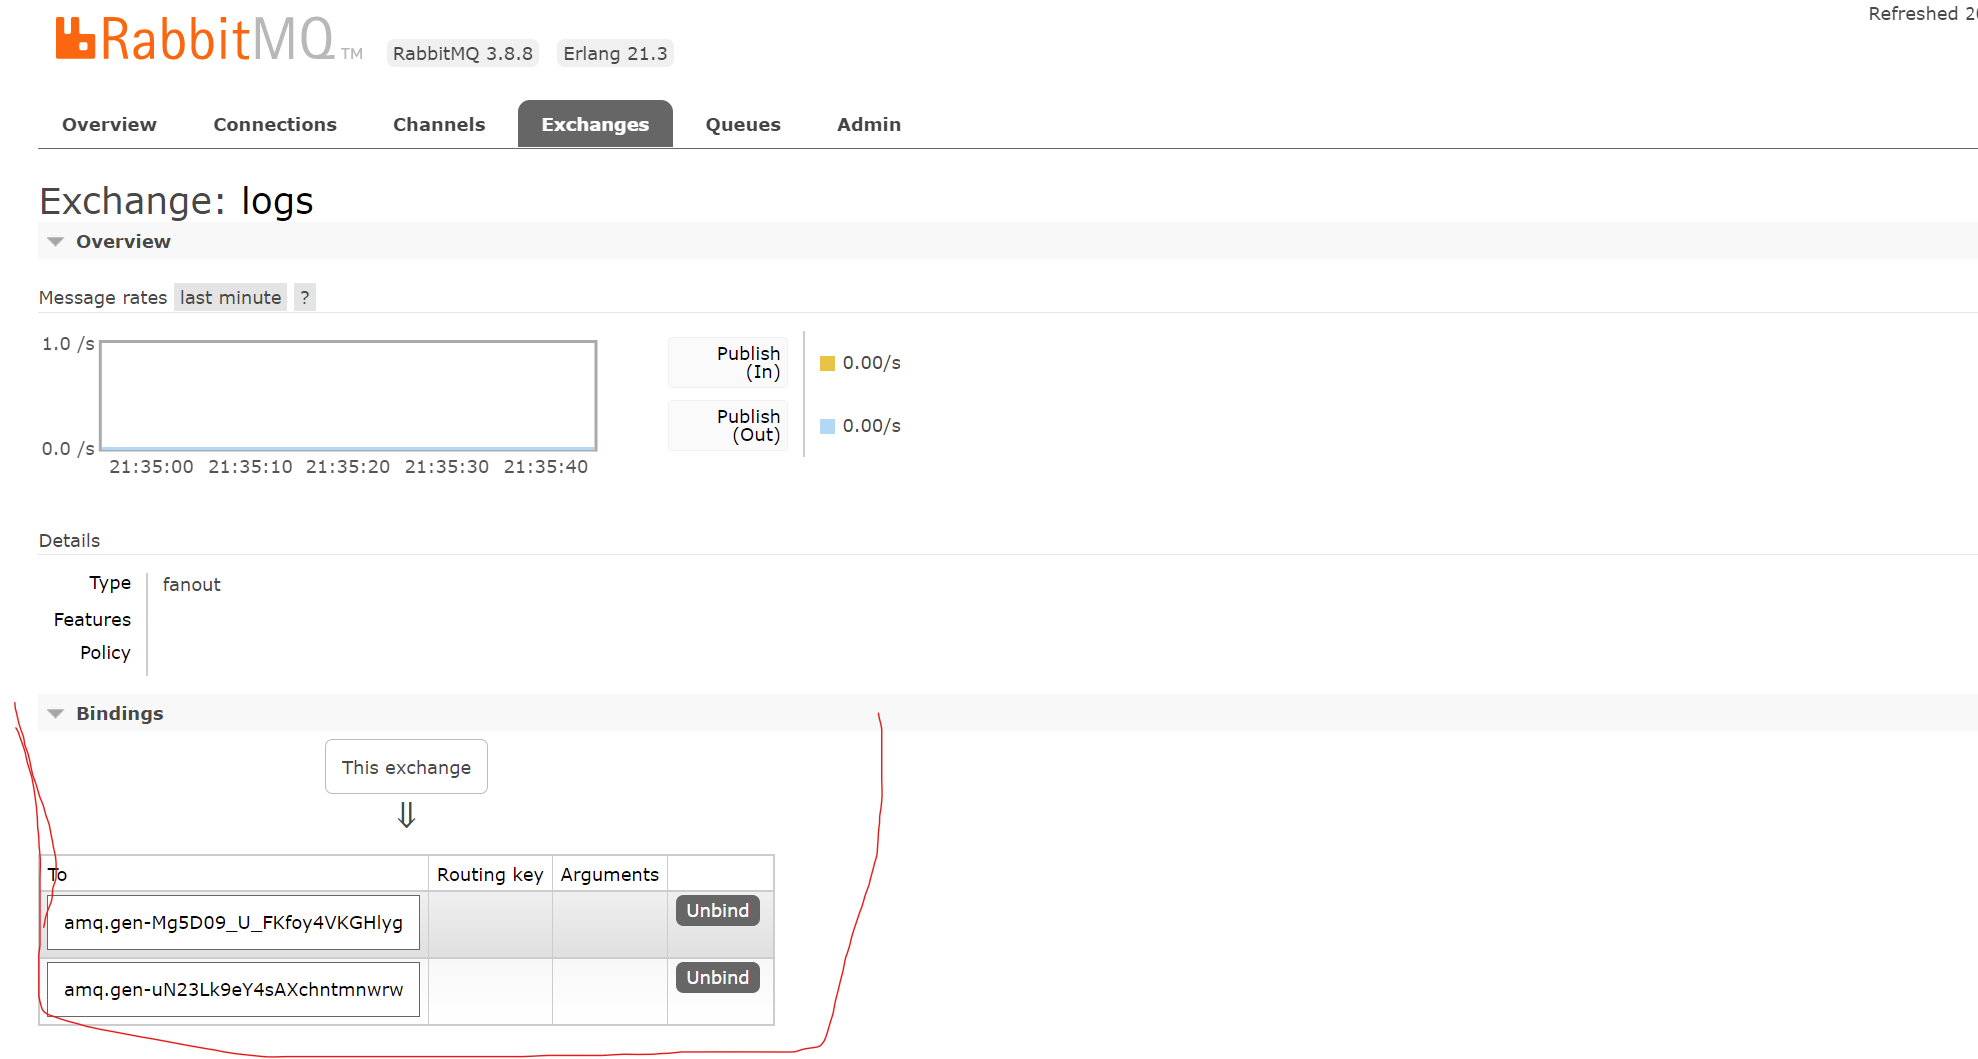 Refreshed 20
RabbitMQ TM RabbitMQ 3.8.8 Erlang 21.3
Overview Connections Channels Exchanges Queues Admin
Exchange: logs
Overview
Message rates last minute ?
1.0 /s
0.0 /s
21:35:00 21:35:10 21:35:20 21:35:30 21:35:40
Publish
(In)
0.00/s
Publish
(Out)
0.00/s
Details
Type fanout
Features
Policy
Bindings
This exchange
⇓
To Routing key Arguments
amq.gen-Mg5D09_U_FKfoy4VKGHlyg Unbind
amq.gen-uN23Lk9eY4sAXchntmnwrw Unbind